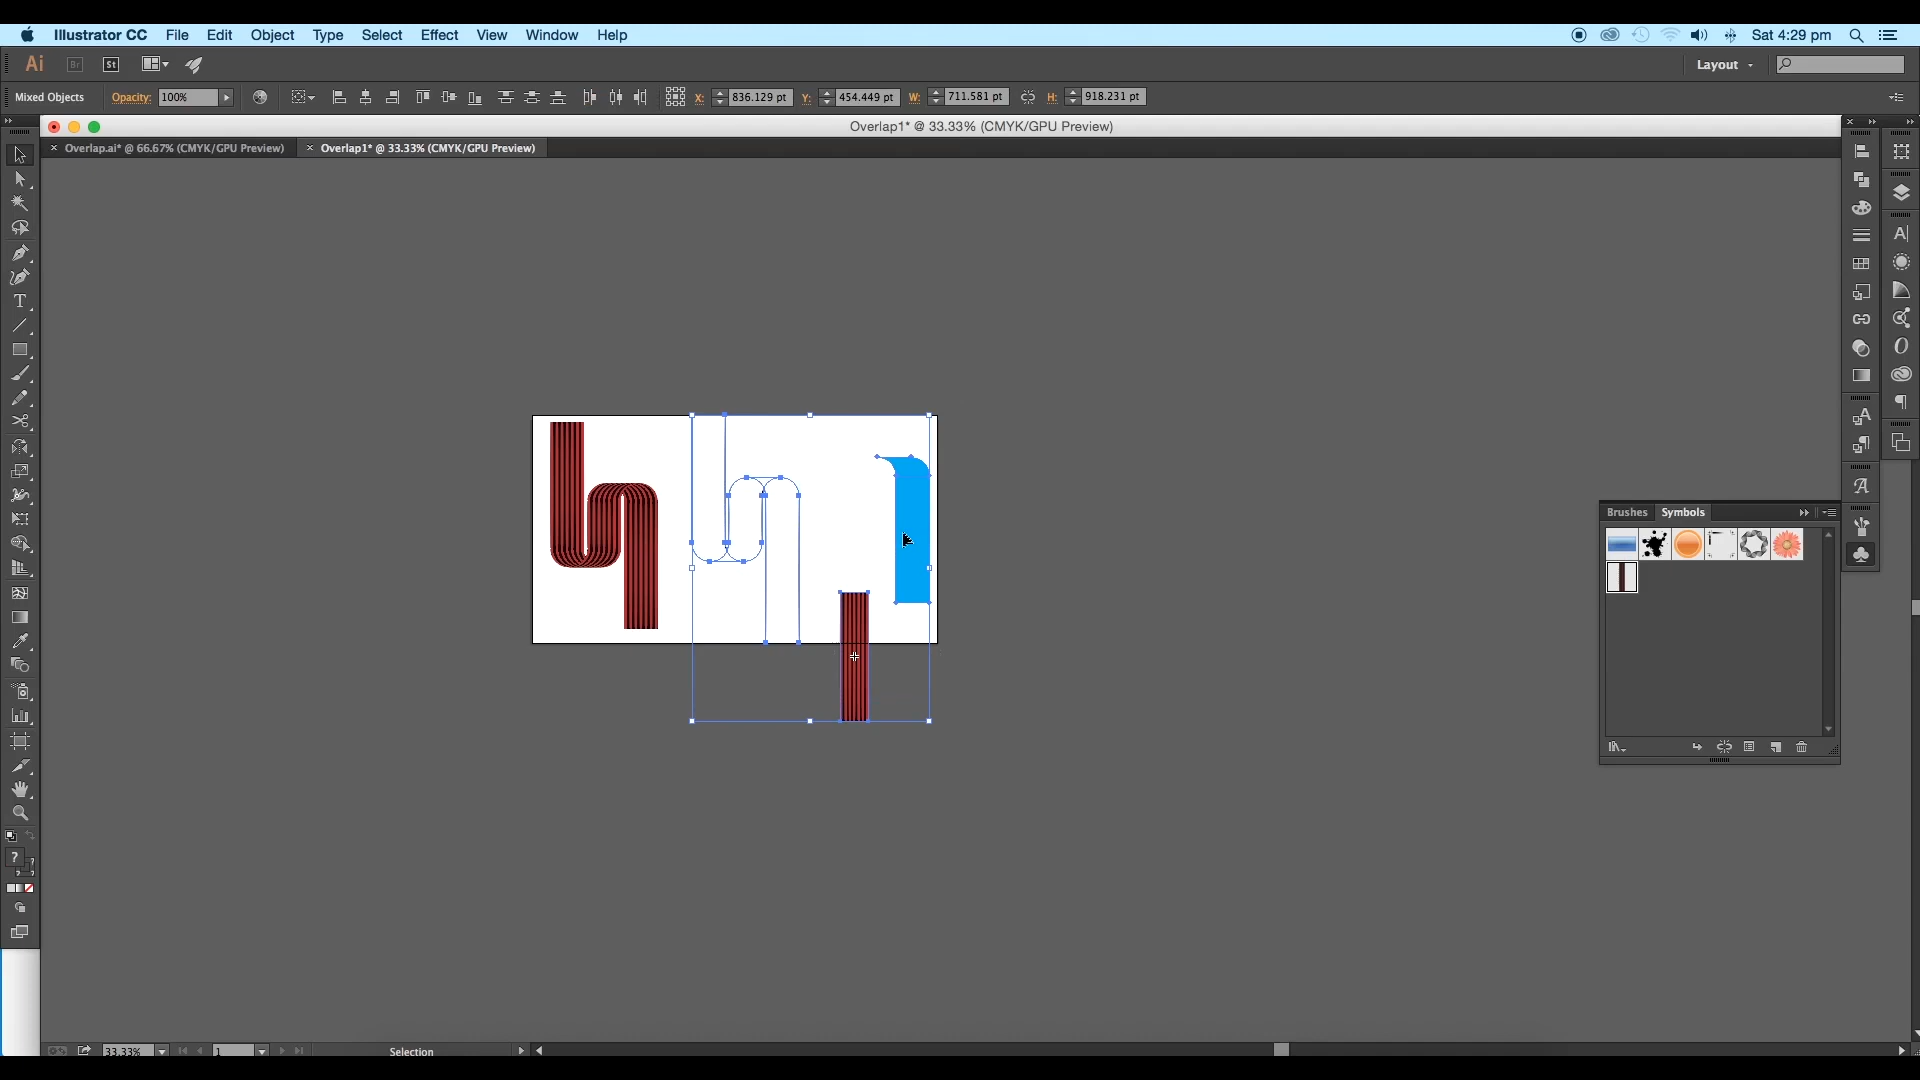 Illustrator CC File Edit Object Type Select Effect View Window Help Sat 4:29 pm
Ai Br St Layout
Mixed Objects Opacity: 100% X: 836.129 pt Y: 454.449 pt W: 711.581 pt H: 918.231 pt
Overlap1* @ 33.33% (CMYK/GPU Preview)
× Overlap.ai* @ 66.67% (CMYK/GPU Preview) × Overlap1* @ 33.33% (CMYK/GPU Preview)
Brushes Symbols
33.33% 1 Selection